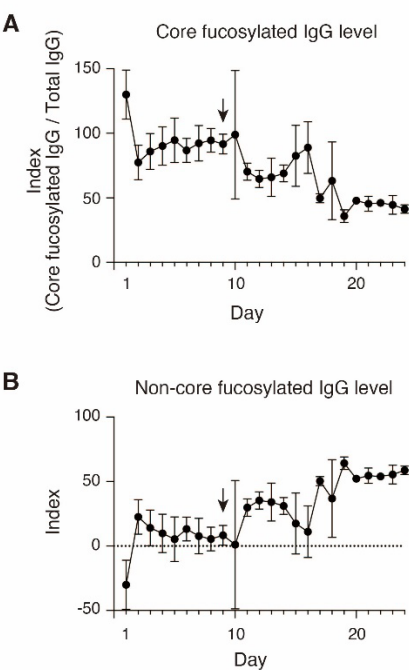 A
Core fucosylated IgG level
Index
(Core fucosylated IgG / Total IgG)
150
100
50
0
1
10
20
Day
B
Non-core fucosylated IgG level
Index
100
50
0
-50
1
10
20
Day